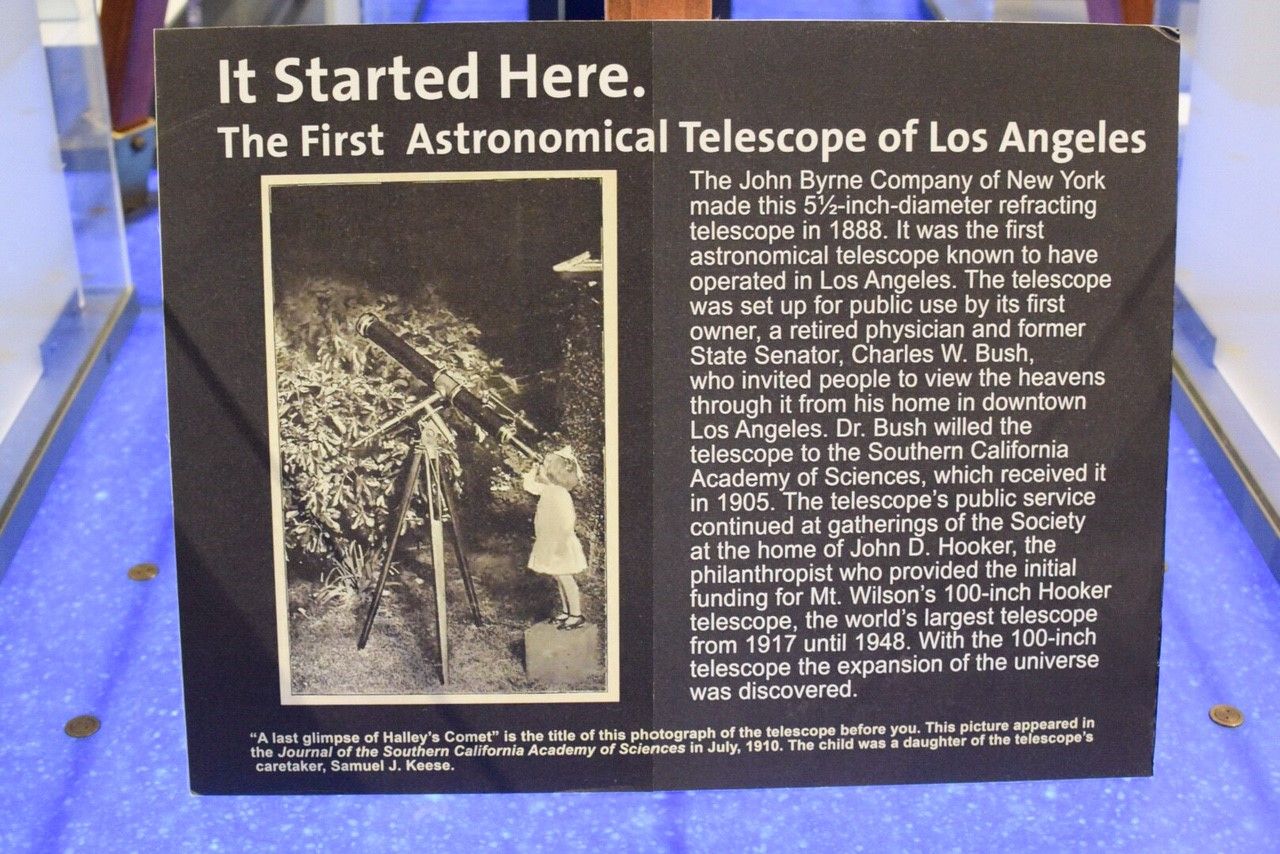 It Started Here.
The First Astronomical Telescope of Los Angeles
The John Byrne Company of New York
made this 5½-inch-diameter refracting
telescope in 1888. It was the first
astronomical telescope known to have
operated in Los Angeles. The telescope
was set up for public use by its first
owner, a retired physician and former
State Senator, Charles W. Bush,
who invited people to view the heavens
through it from his home in downtown
Los Angeles. Dr. Bush willed the
telescope to the Southern California
Academy of Sciences, which received it
in 1905. The telescope's public service
continued at gatherings of the Society
at the home of John D. Hooker, the
philanthropist who provided the initial
funding for Mt. Wilson's 100-inch Hooker
telescope, the world's largest telescope
from 1917 until 1948. With the 100-inch
telescope the expansion of the universe
was discovered.
"A last glimpse of Halley's Comet" is the title of this photograph of the telescope before you. This picture appeared in
the Journal of the Southern California Academy of Sciences in July, 1910. The child was a daughter of the telescope's
caretaker, Samuel J. Keese.